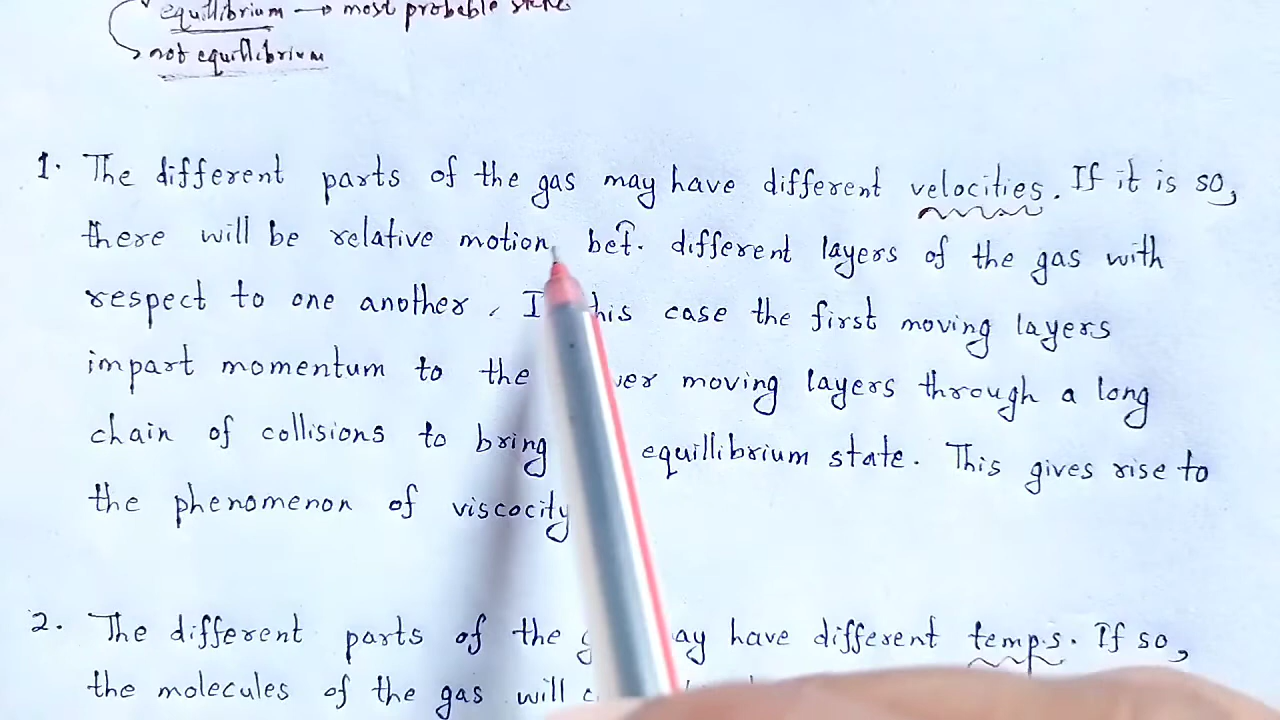 equillibrium → most probable state
not equillibrium
1. The different parts of the gas may have different velocities. If it is so,
there will be relative motion bet. different layers of the gas with
respect to one another. I his case the first moving layers
impart momentum to the moving layers through a long
chain of collisions to bring equillibrium state. This gives rise to
the phenomenon of viscocity
2. The different parts of the may have different temps. If so,
the molecules of the gas will